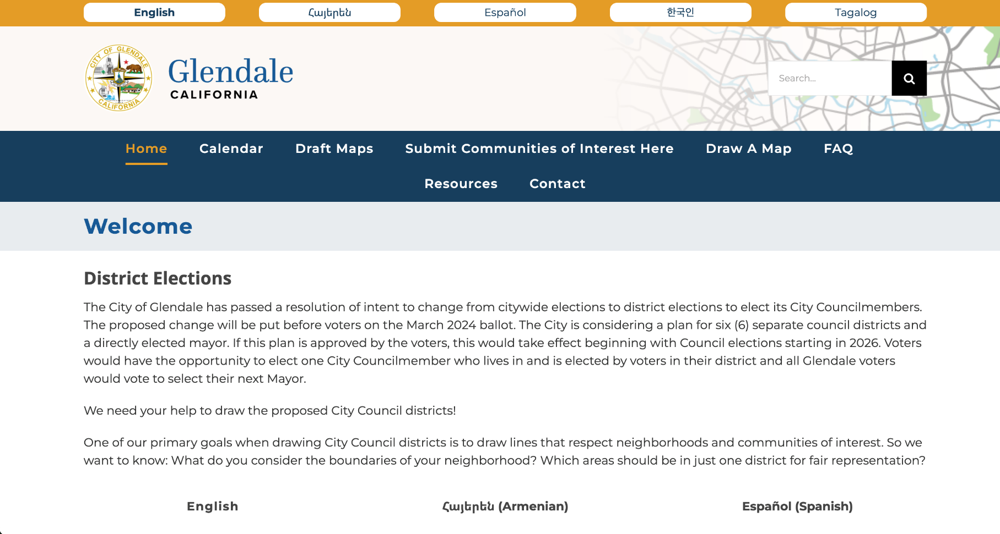 English
Հայերեն
Español
한국인
Tagalog
CITY OF GLENDALE
CALIFORNIA
Glendale
CALIFORNIA
Search...
Home
Calendar
Draft Maps
Submit Communities of Interest Here
Draw A Map
FAQ
Resources
Contact
Welcome
District Elections
The City of Glendale has passed a resolution of intent to change from citywide elections to district elections to elect its City Councilmembers.
The proposed change will be put before voters on the March 2024 ballot. The City is considering a plan for six (6) separate council districts and
a directly elected mayor. If this plan is approved by the voters, this would take effect beginning with Council elections starting in 2026. Voters
would have the opportunity to elect one City Councilmember who lives in and is elected by voters in their district and all Glendale voters
would vote to select their next Mayor.
We need your help to draw the proposed City Council districts!
One of our primary goals when drawing City Council districts is to draw lines that respect neighborhoods and communities of interest. So we
want to know: What do you consider the boundaries of your neighborhood? Which areas should be in just one district for fair representation?
English
Հայերեն (Armenian)
Español (Spanish)